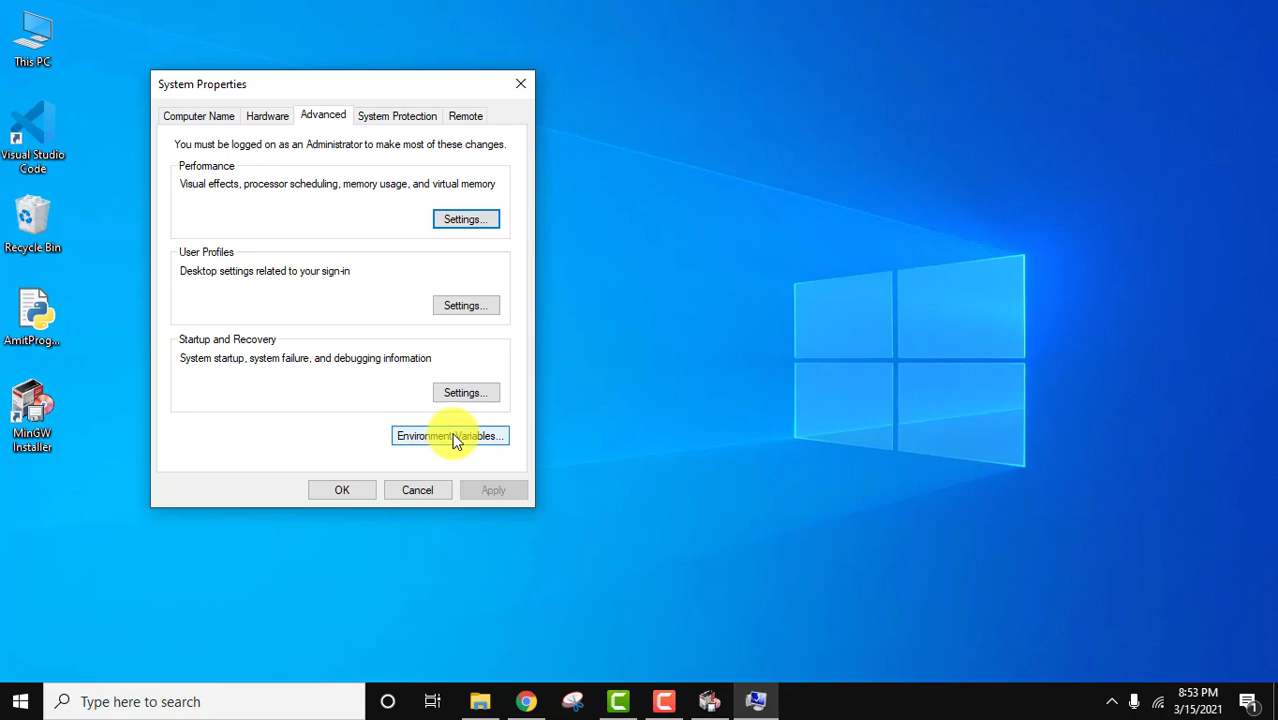 This PC
Visual Studio
Code
Recycle Bin
AmitProg...
MinGW
Installer
System Properties
Computer Name
Hardware
Advanced
System Protection
Remote
You must be logged on as an Administrator to make most of these changes.
Performance
Visual effects, processor scheduling, memory usage, and virtual memory
Settings...
User Profiles
Desktop settings related to your sign-in
Settings...
Startup and Recovery
System startup, system failure, and debugging information
Settings...
Environment Variables...
OK
Cancel
Apply
Type here to search
8:53 PM
3/15/2021
1